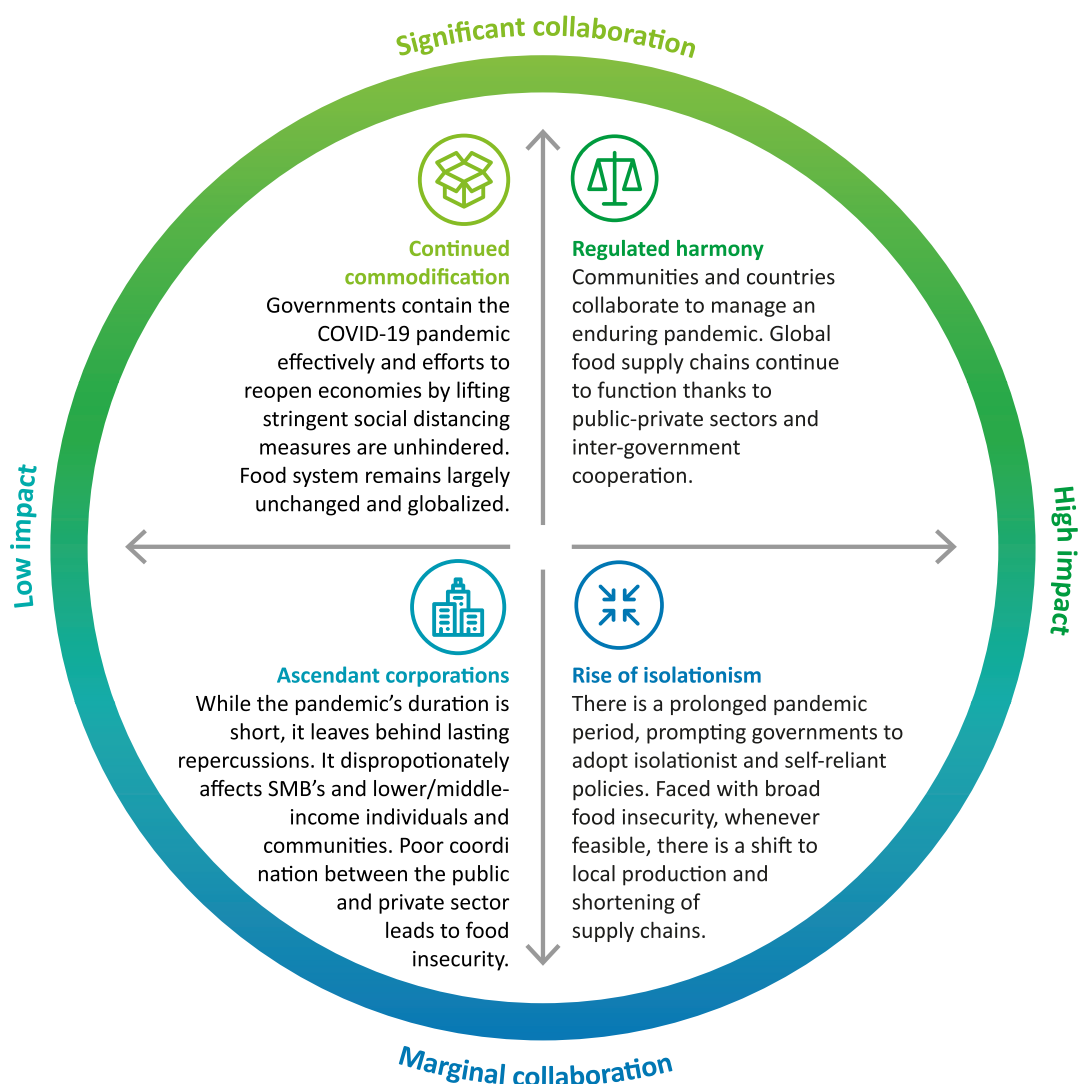 Significant collaboration
Continued
commodification
Governments contain the
COVID-19 pandemic
effectively and efforts to
reopen economies by lifting
stringent social distancing
measures are unhindered.
Food system remains largely
unchanged and globalized.
Regulated harmony
Communities and countries
collaborate to manage an
enduring pandemic. Global
food supply chains continue
to function thanks to
public-private sectors and
inter-government
cooperation.
Low impact
High impact
Ascendant corporations
While the pandemic’s duration is
short, it leaves behind lasting
repercussions. It dispropotionately
affects SMB’s and lower/middle-
income individuals and
communities. Poor coordi
nation between the public
and private sector
leads to food
insecurity.
Rise of isolationism
There is a prolonged pandemic
period, prompting governments to
adopt isolationist and self-reliant
policies. Faced with broad
food insecurity, whenever
feasible, there is a shift to
local production and
shortening of
supply chains.
Marginal collaboration